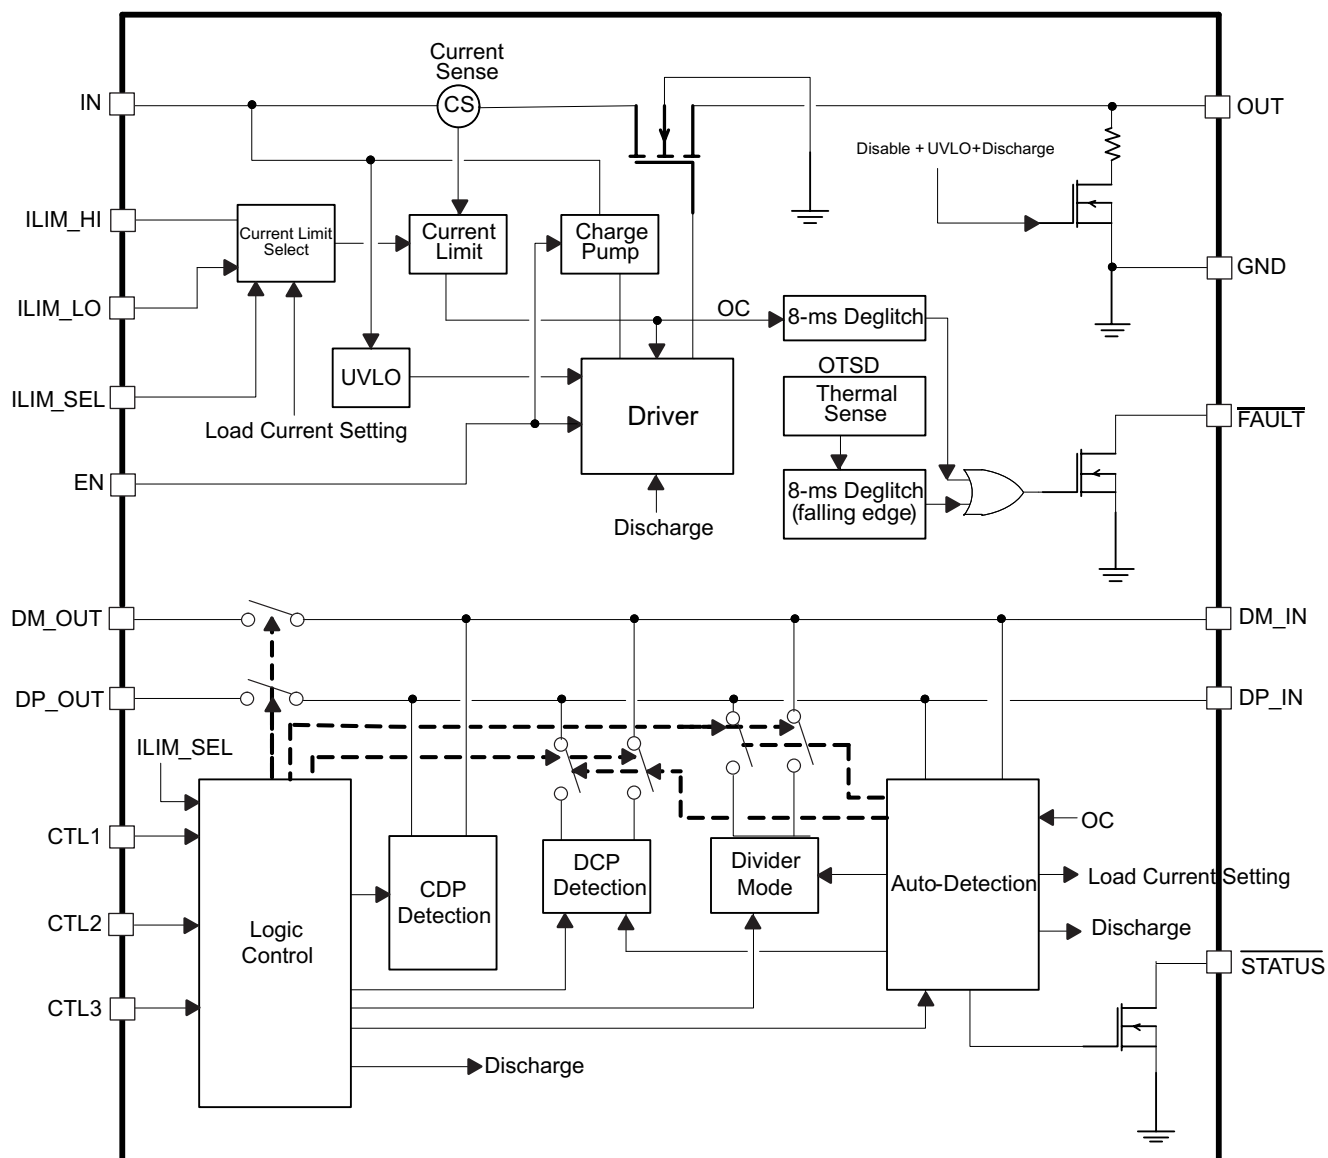 Current
Sense
IN
CS
OUT
Disable + UVLO+Discharge
ILIM_HI
Current Limit
Select
Current
Limit
Charge
Pump
GND
ILIM_LO
OC
8-ms Deglitch
UVLO
OTSD
Thermal
Sense
ILIM_SEL
Load Current Setting
Driver
FAULT
EN
8-ms Deglitch
(falling edge)
Discharge
DM_OUT
DM_IN
DP_OUT
DP_IN
ILIM_SEL
CTL1
OC
CDP
Detection
DCP
Detection
Divider
Mode
Auto-Detection
Load Current Setting
CTL2
Logic
Control
Discharge
STATUS
CTL3
Discharge